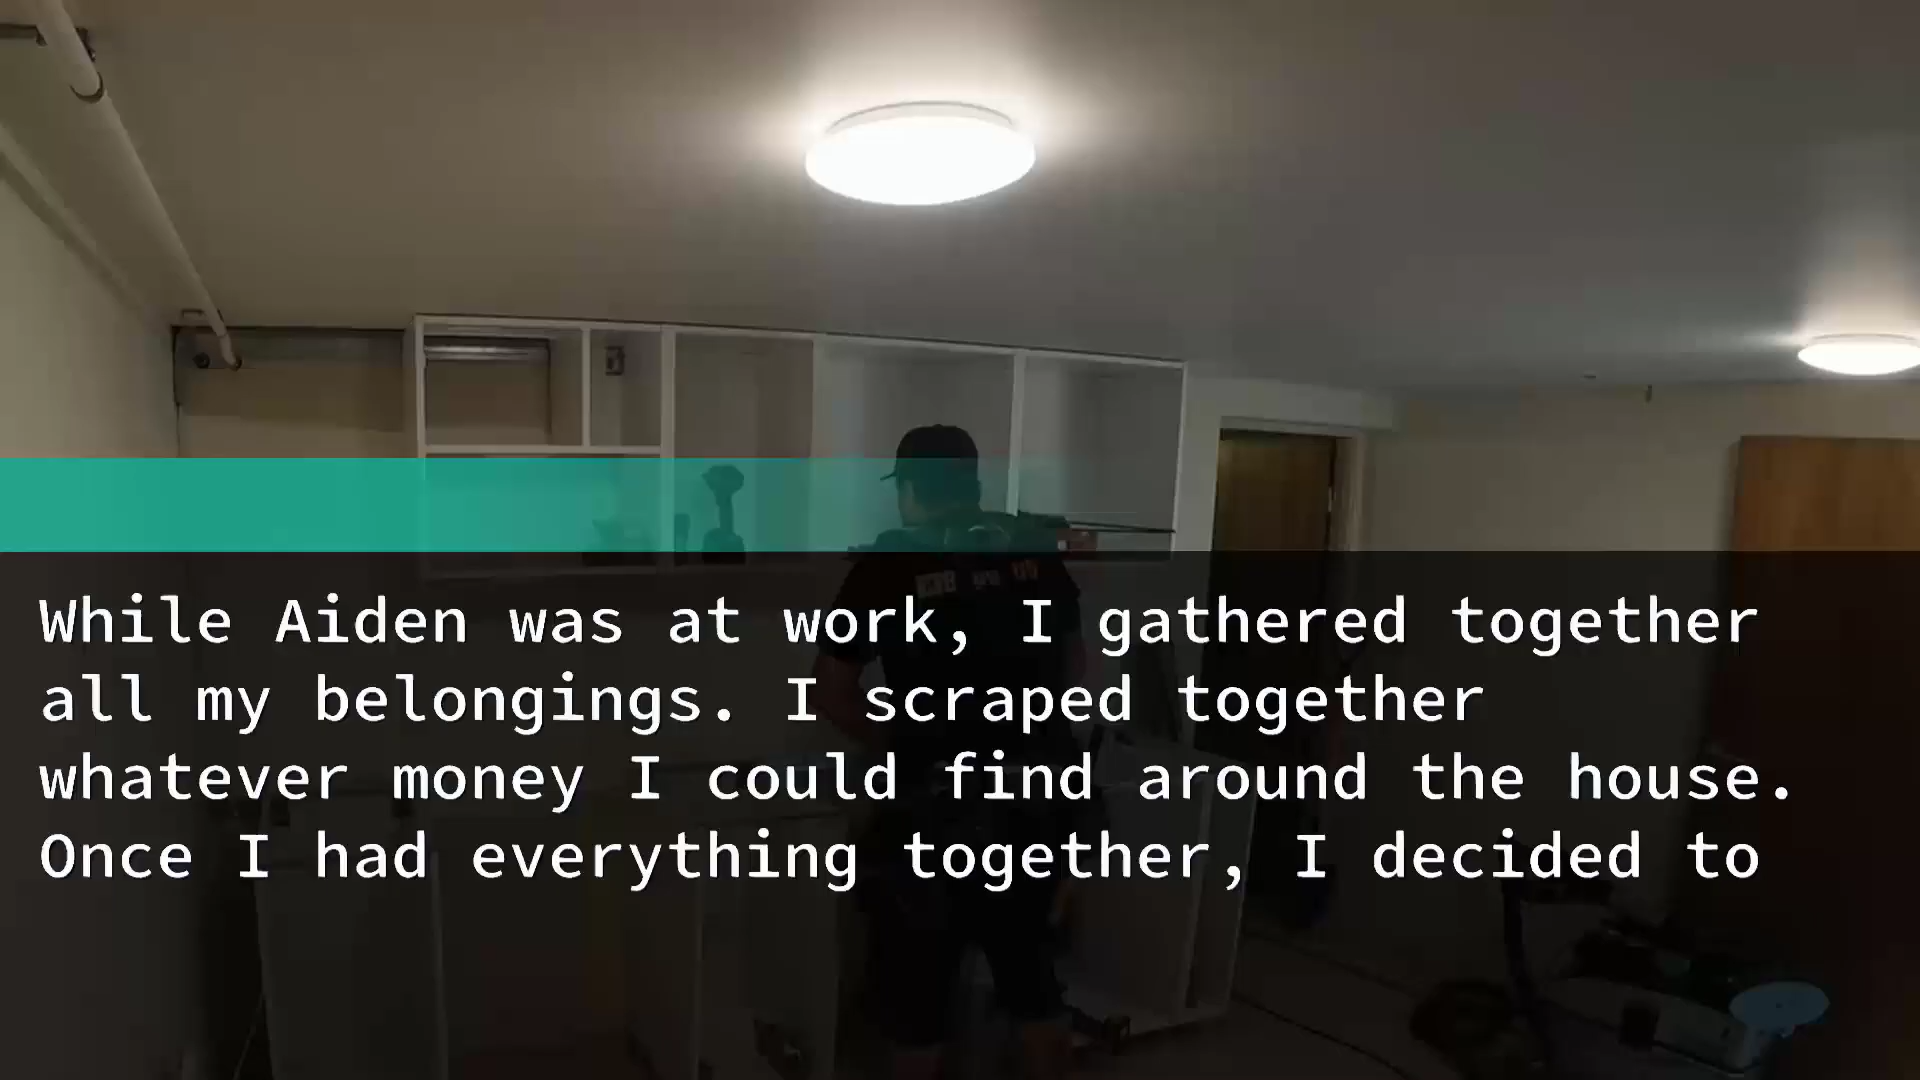 While Aiden was at work, I gathered together
all my belongings. I scraped together
whatever money I could find around the house.
Once I had everything together, I decided to